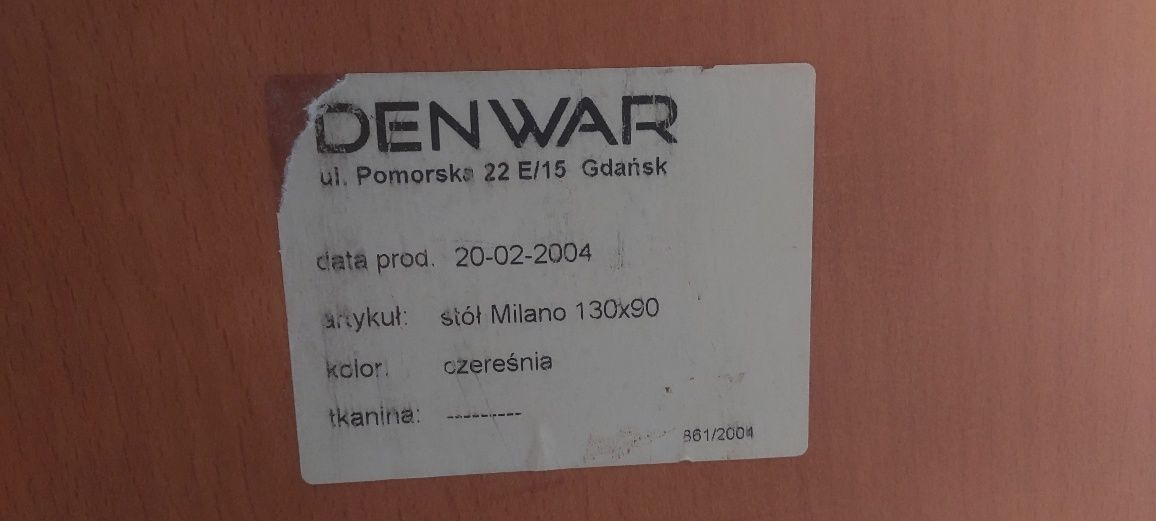 DENWAR
ul. Pomorska 22 E/15 Gdańsk
data prod. 20-02-2004
artykuł: stół Milano 130x90
kolor: czereśnia
tkanina: ---------
861/2004